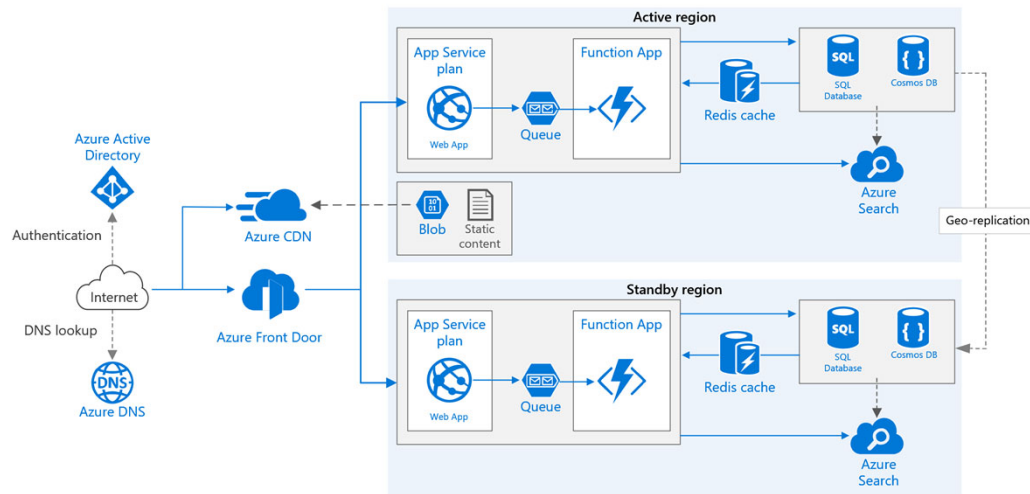 Active region
App Service
plan
Web App
Queue
Function App
Redis cache
SQL
SQL
Database
{ }
Cosmos DB
Azure
Search
Azure Active
Directory
Authentication
Internet
DNS lookup
DNS
Azure DNS
Azure CDN
Azure Front Door
10
01
Blob
Static
content
Geo-replication
Standby region
App Service
plan
Web App
Queue
Function App
Redis cache
SQL
SQL
Database
{ }
Cosmos DB
Azure
Search